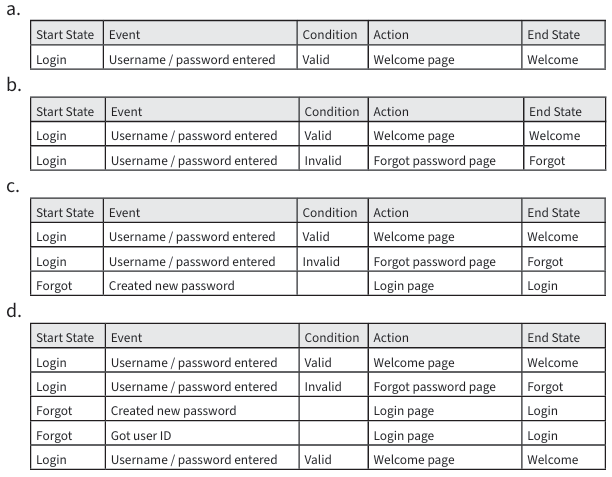 a.
Start State Event Condition Action End State
Login Username / password entered Valid Welcome page Welcome
b.
Start State Event Condition Action End State
Login Username / password entered Valid Welcome page Welcome
Login Username / password entered Invalid Forgot password page Forgot
c.
Start State Event Condition Action End State
Login Username / password entered Valid Welcome page Welcome
Login Username / password entered Invalid Forgot password page Forgot
Forgot Created new password Login page Login
d.
Start State Event Condition Action End State
Login Username / password entered Valid Welcome page Welcome
Login Username / password entered Invalid Forgot password page Forgot
Forgot Created new password Login page Login
Forgot Got user ID Login page Login
Login Username / password entered Valid Welcome page Welcome